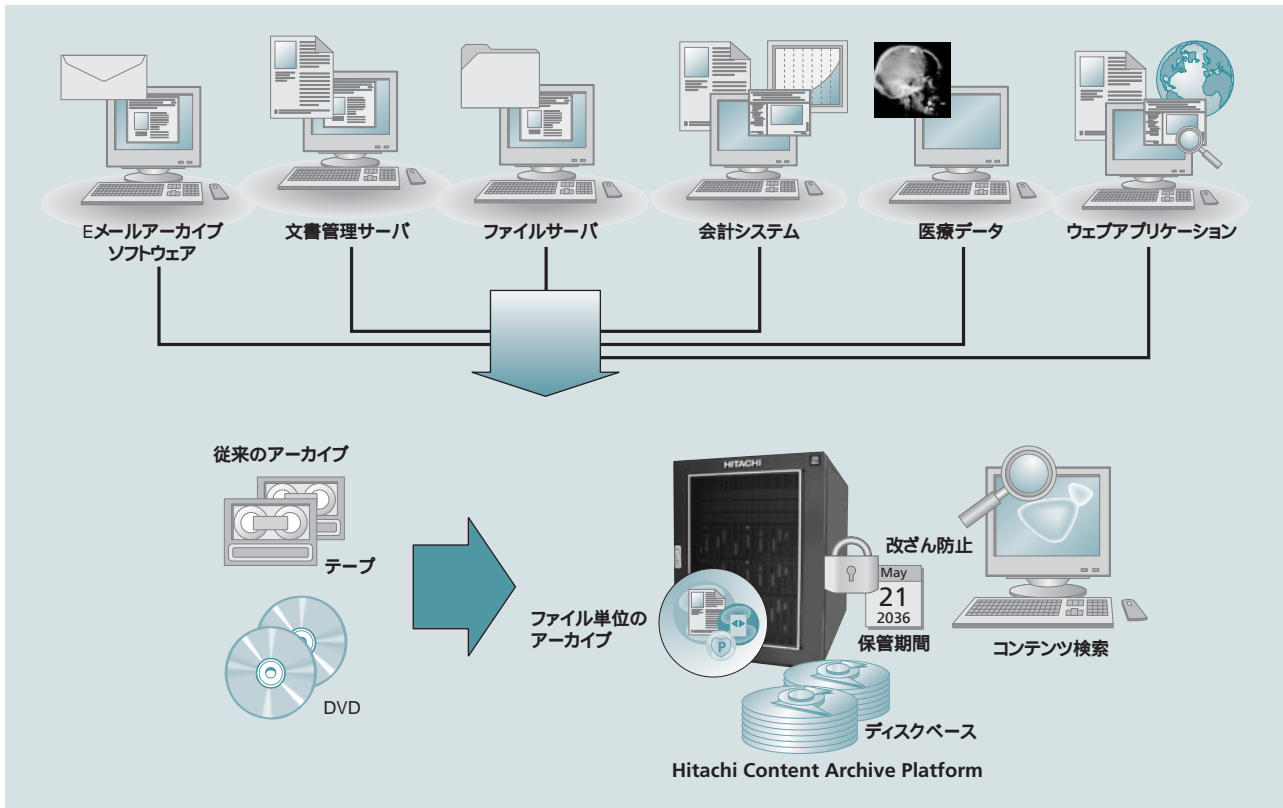 Eメールアーカイブ
ソフトウェア
文書管理サーバ
ファイルサーバ
会計システム
医療データ
ウェブアプリケーション
従来のアーカイブ
テープ
DVD
HITACHI
ファイル単位の
アーカイブ
P
改ざん防止
May
21
2036
保管期間
コンテンツ検索
ディスクベース
Hitachi Content Archive Platform